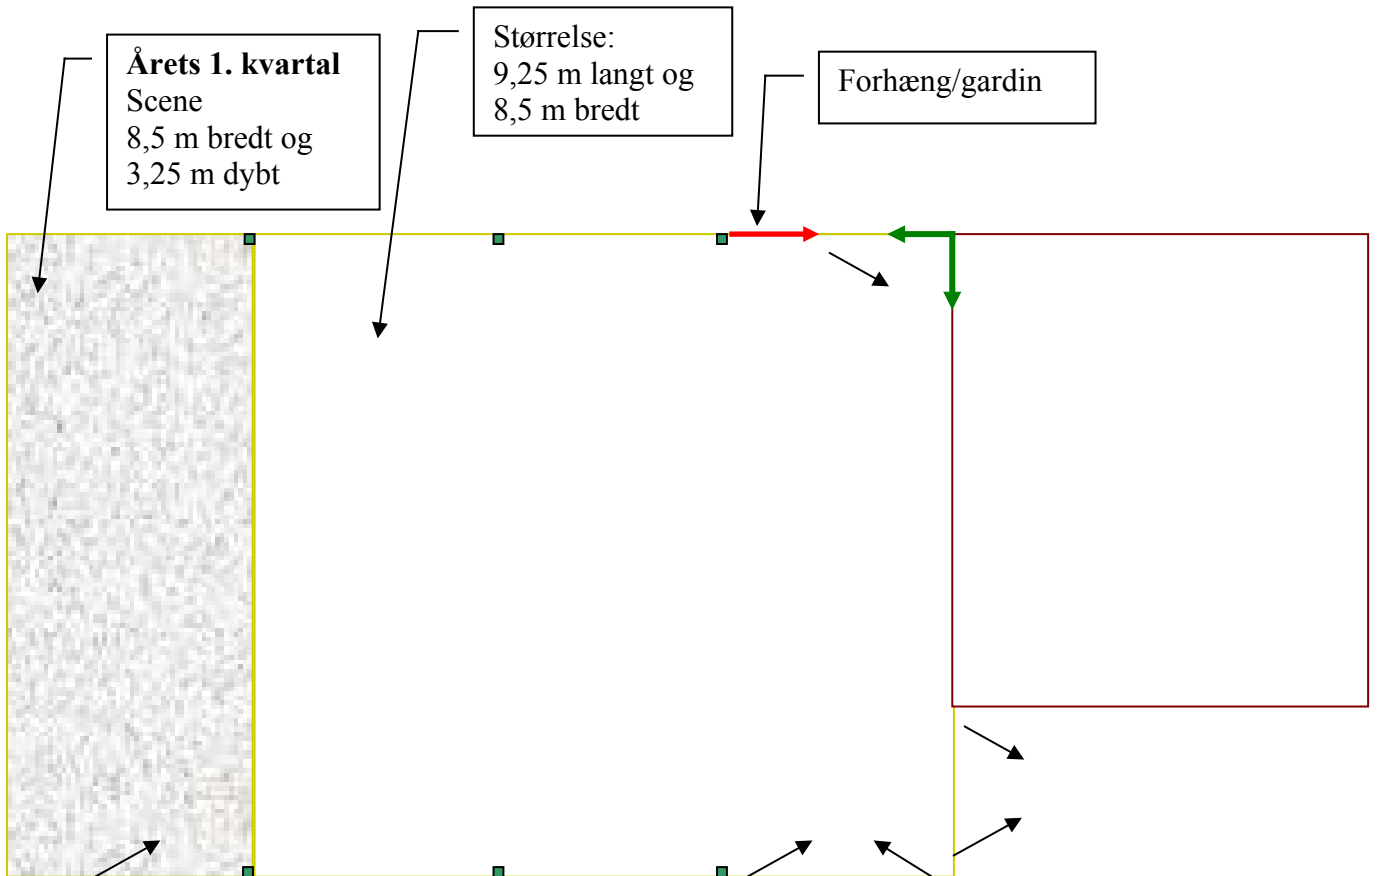 Årets 1. kvartal
Scene
8,5 m bredt og
3,25 m dybt
Størrelse:
9,25 m langt og
8,5 m bredt
Forhæng/gardin